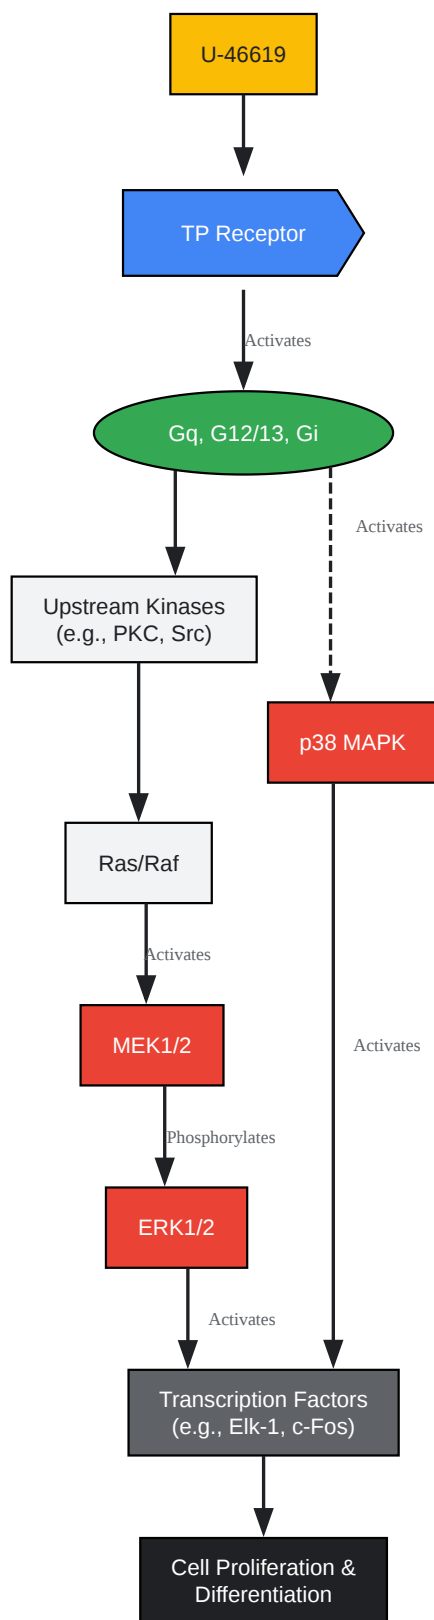 U-46619
TP Receptor
Activates
Gq, G12/13, Gi
Activates
Upstream Kinases
(e.g., PKC, Src)
p38 MAPK
Ras/Raf
Activates
MEK1/2
Activates
Phosphorylates
ERK1/2
Activates
Transcription Factors
(e.g., Elk-1, c-Fos)
Cell Proliferation &
Differentiation